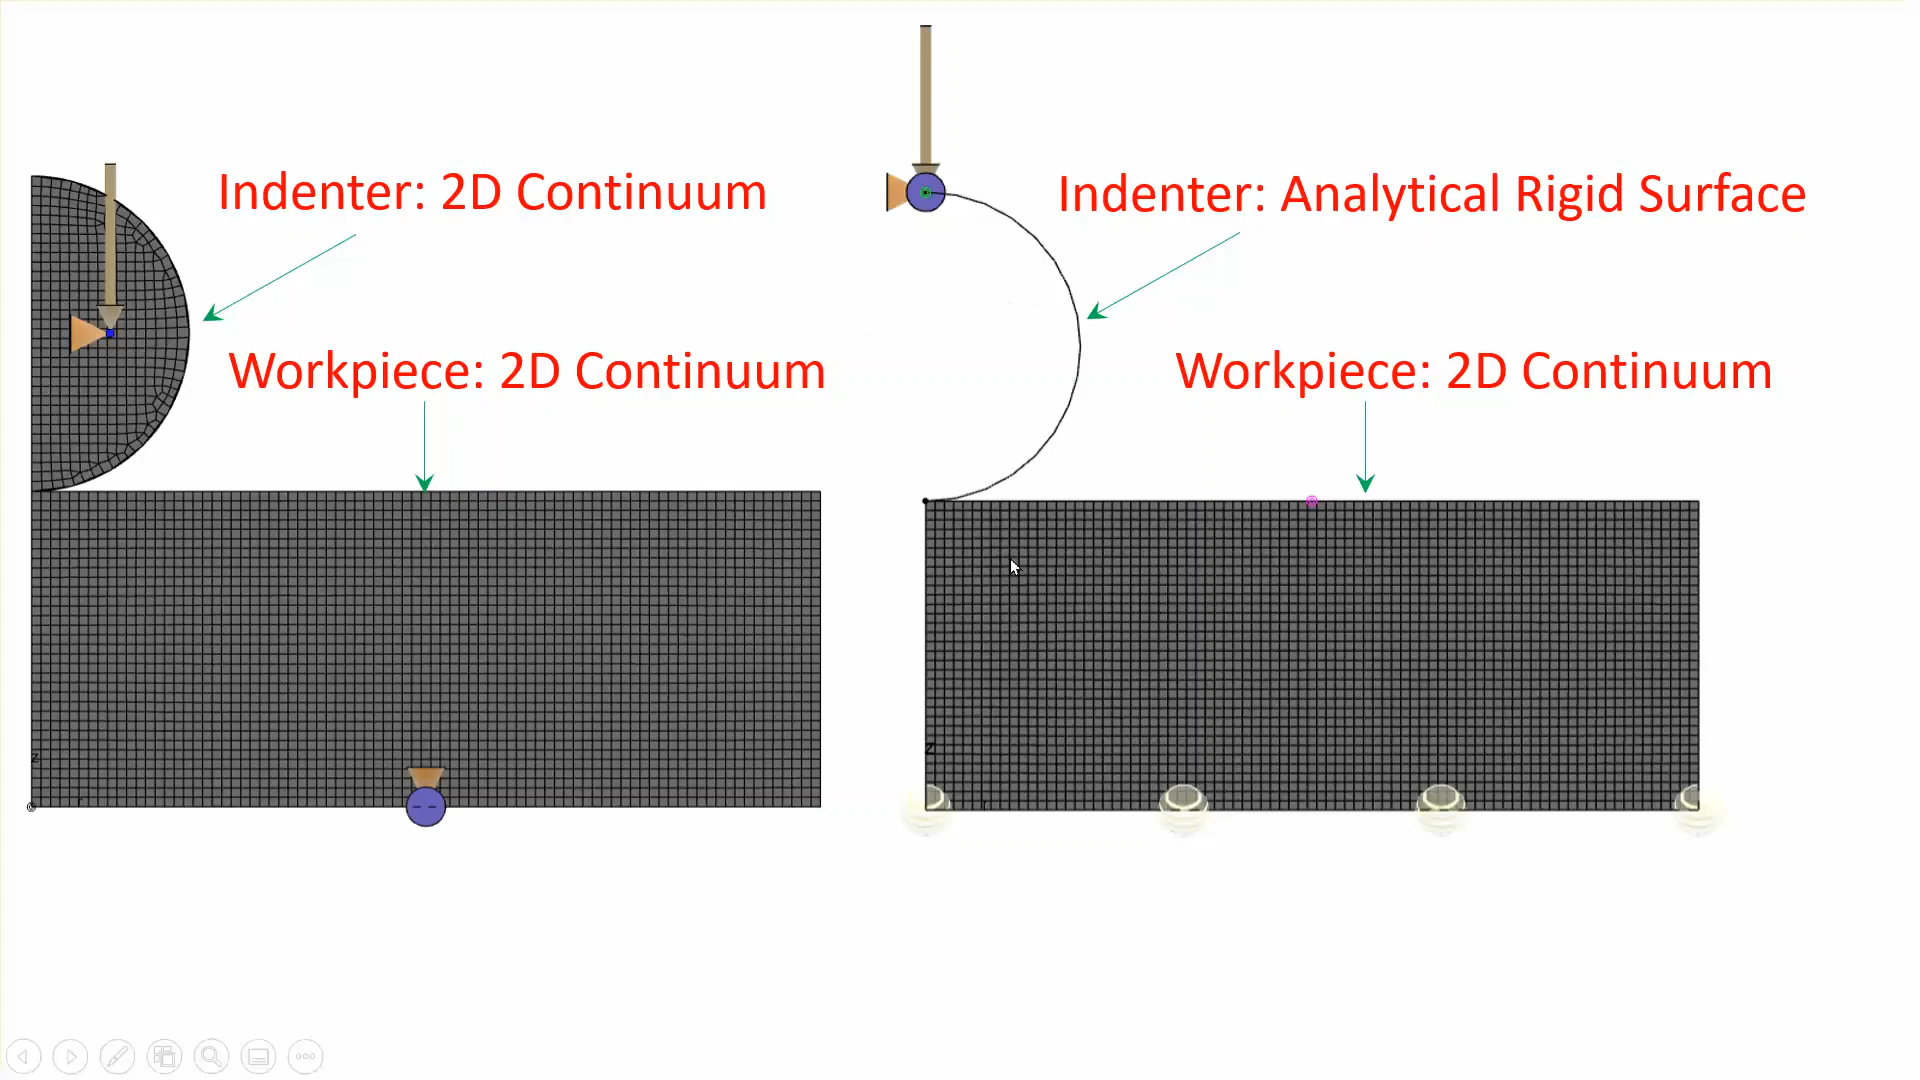 Indenter: 2D Continuum
Workpiece: 2D Continuum
Z
Indenter: Analytical Rigid Surface
Workpiece: 2D Continuum
Z
r